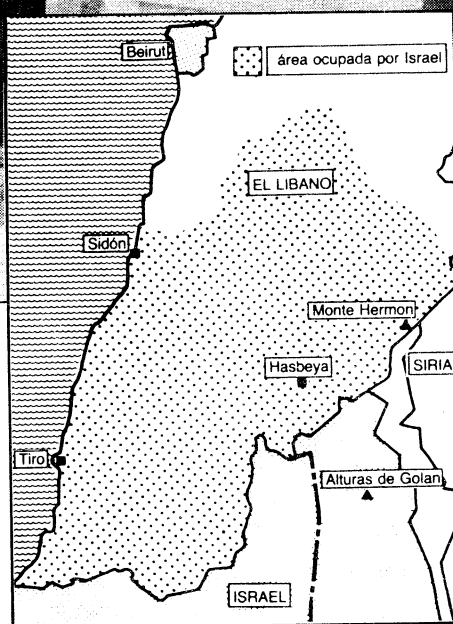 Beirut
área ocupada por Israel
EL LIBANO
Sidón
Monte Hermon
Hasbeya
SIRIA
Tiro
Alturas de Golan
ISRAEL